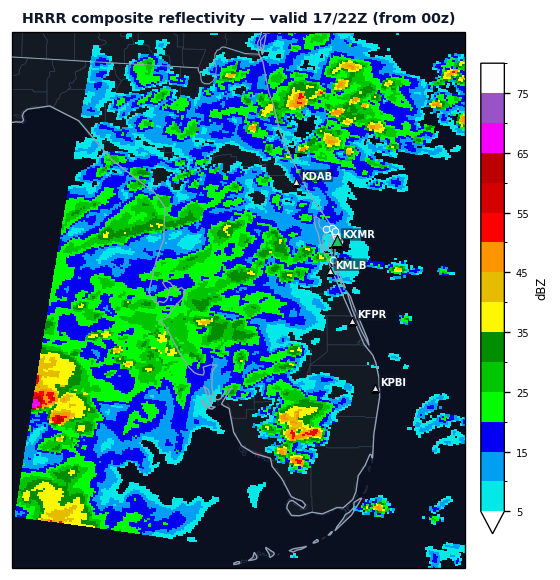 HRRR composite reflectivity — valid 17/22Z (from 00z)
75
65
55
45
35
25
15
5
dBZ
KDAB
KXMR
KMLB
KFPR
KPBI